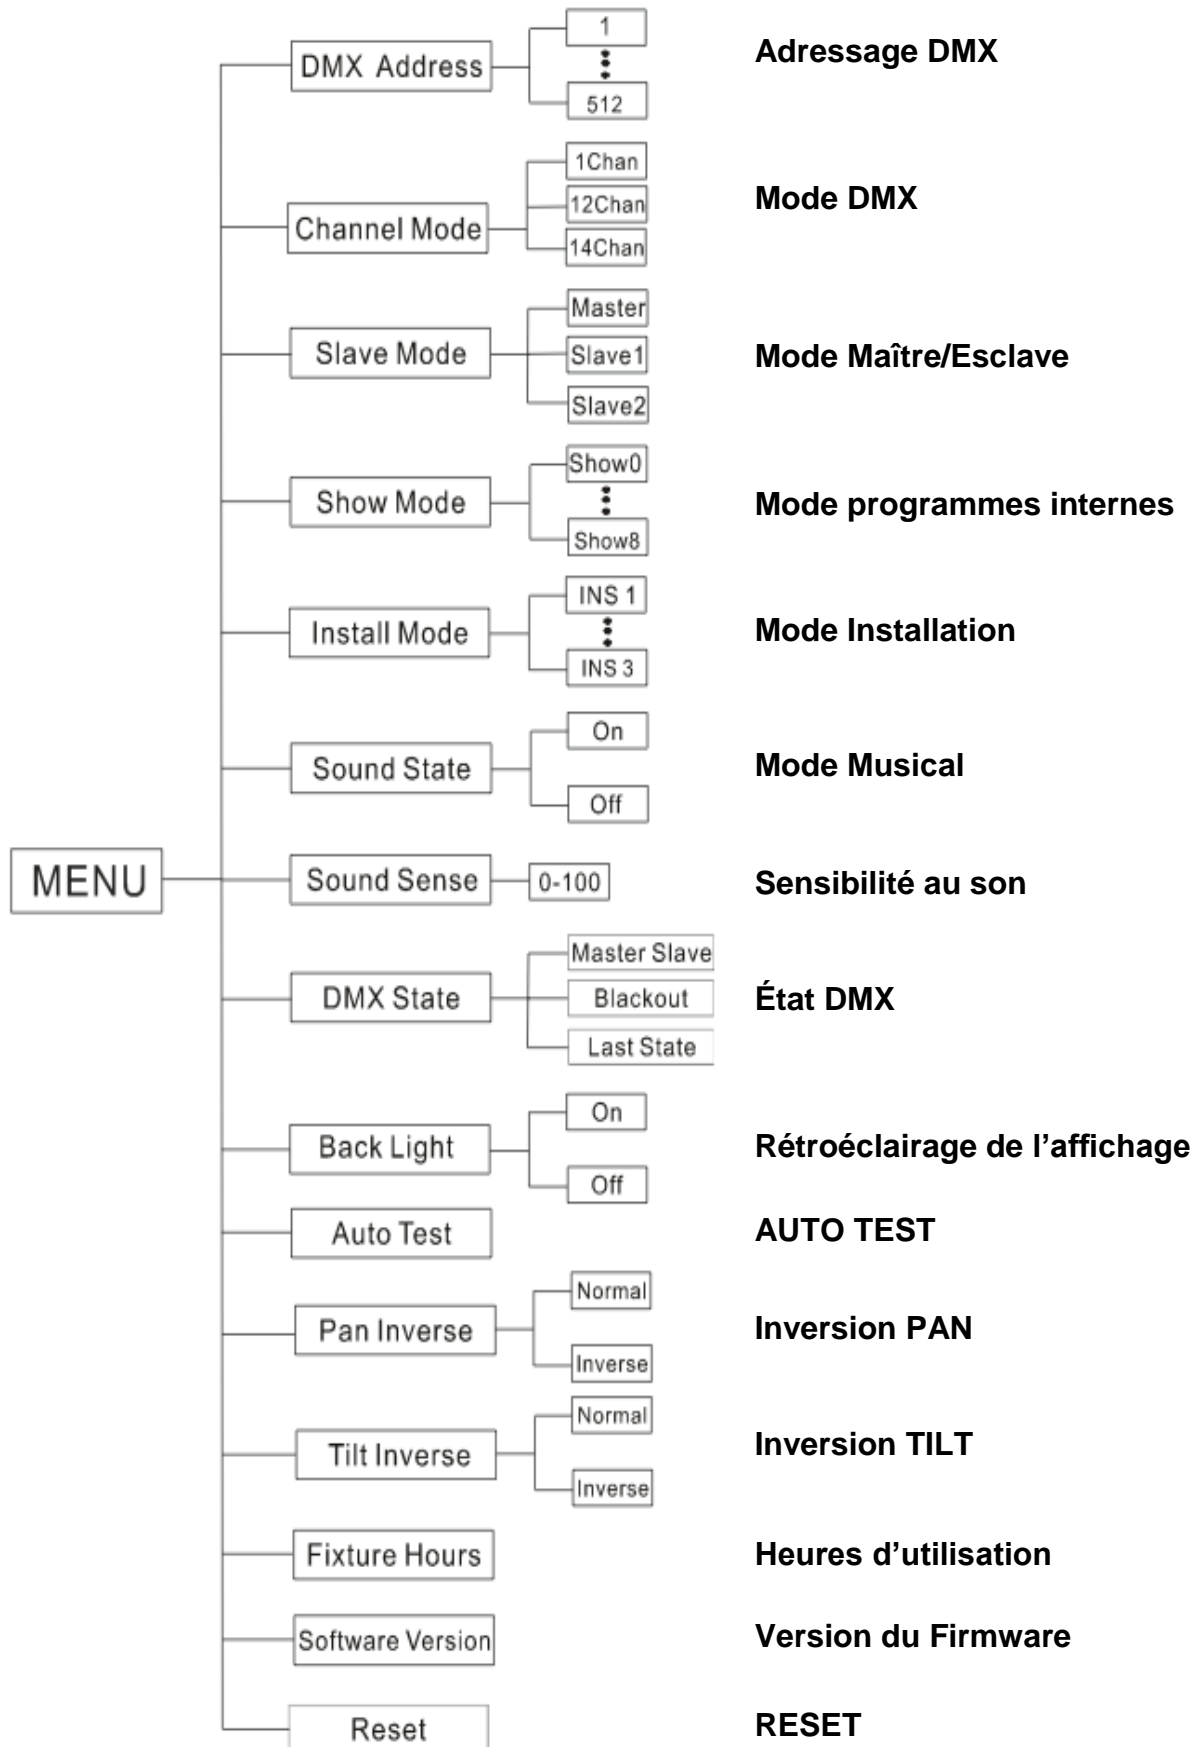 1
DMX Address
Adressage DMX
512
1Chan
12Chan
Channel Mode
Mode DMX
14Chan
Master
Slave Mode
Slave1
Mode Maître/Esclave
Slave2
Show0
Show Mode
Mode programmes internes
Show8
INS 1
Install Mode
Mode Installation
INS 3
On
Sound State
Mode Musical
Off
MENU
Sound Sense
0-100
Sensibilité au son
Master Slave
DMX State
Blackout
État DMX
Last State
On
Back Light
Rétroéclairage de l’affichage
Off
Auto Test
AUTO TEST
Normal
Pan Inverse
Inversion PAN
Inverse
Normal
Tilt Inverse
Inversion TILT
Inverse
Fixture Hours
Heures d’utilisation
Software Version
Version du Firmware
Reset
RESET